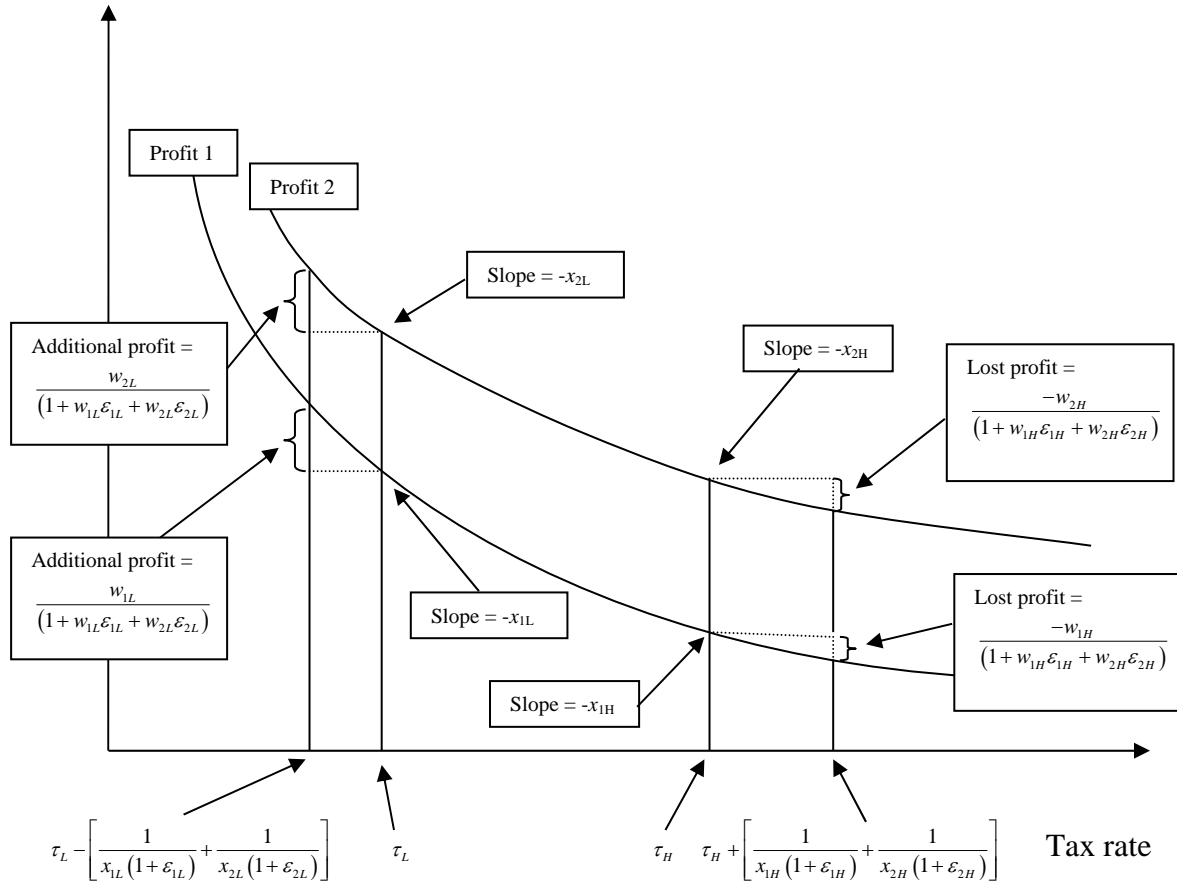 Profit 1
Profit 2
Slope = -x₂L
Additional profit =
w₂L
(1 + w₁Lε₁L + w₂Lε₂L)
Slope = -x₂H
Lost profit =
-w₂H
(1 + w₁Hε₁H + w₂Hε₂H)
Additional profit =
w₁L
(1 + w₁Lε₁L + w₂Lε₂L)
Slope = -x₁L
Slope = -x₁H
Lost profit =
-w₁H
(1 + w₁Hε₁H + w₂Hε₂H)
τL − [1/(x₁L(1 + ε₁L)) + 1/(x₂L(1 + ε₂L))]
τL
τH
τH + [1/(x₁H(1 + ε₁H)) + 1/(x₂H(1 + ε₂H))]
Tax rate